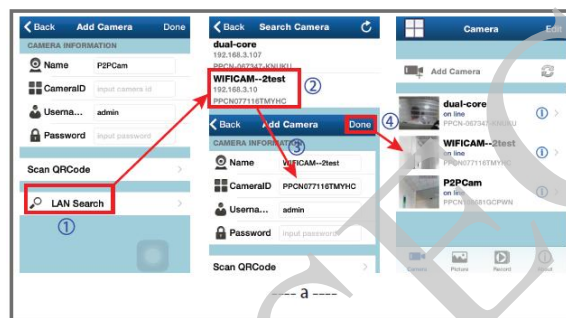 Back Add Camera Done
CAMERA INFORMATION
Name P2PCam
CameraID input camera id
Userna... admin
Password input password
Scan QRCode
LAN Search
①
Back Search Camera
dual-core
192.168.3.107
WIFICAM--2test
192.168.3.10
PPCN077116TMYHC
②
Back Add Camera Done
CAMERA INFORMATION
③
Name WIFICAM--2test
CameraID PPCN077116TMYHC
Userna... admin
Password input password
Scan QRCode
④
Camera Edit
Add Camera
dual-core
on line
WIFICAM--2test
on line
PPCN077116TMYHC
P2PCam
on line
Camera Picture Record About
---- a ----